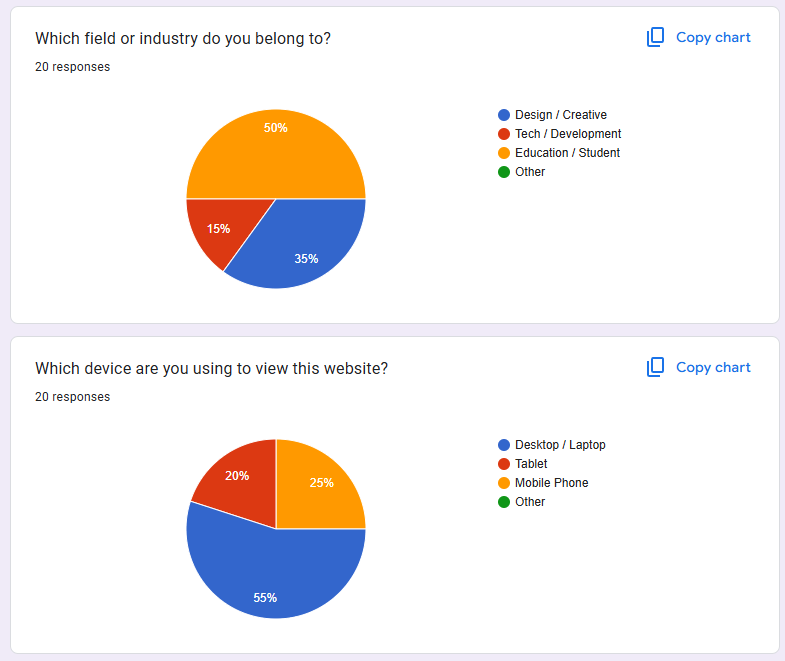 Which field or industry do you belong to?
Copy chart
20 responses
50%
15%
35%
Design / Creative
Tech / Development
Education / Student
Other
Which device are you using to view this website?
Copy chart
20 responses
20%
25%
55%
Desktop / Laptop
Tablet
Mobile Phone
Other